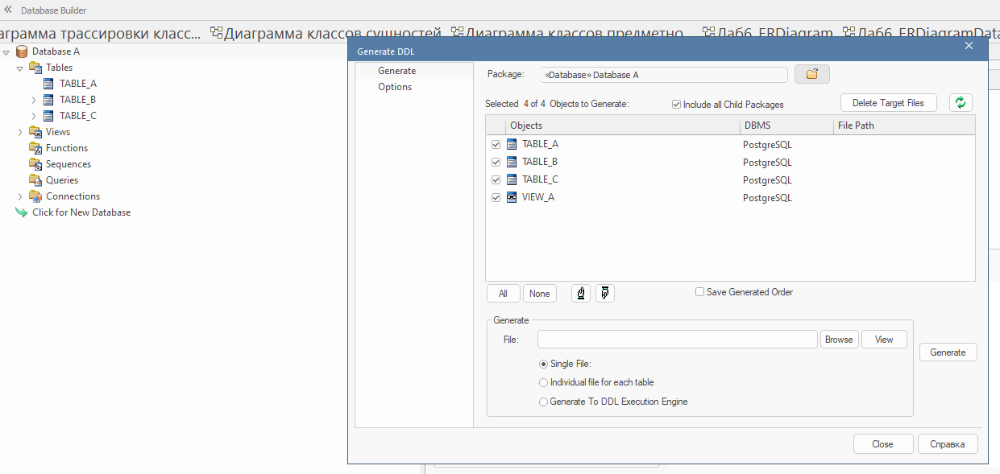 Database Builder
аграмма трассировки класс... Диаграмма классов сущностей Диаграмма классов предметно Лаб6_ERDiagram Лаб6_ERDiagramData
Database A
Tables
TABLE_A
TABLE_B
TABLE_C
Views
Functions
Sequences
Queries
Connections
Click for New Database
Generate DDL
Generate
Options
Package: «Database» Database A
Selected 4 of 4 Objects to Generate: Include all Child Packages Delete Target Files
Objects DBMS File Path
TABLE_A PostgreSQL
TABLE_B PostgreSQL
TABLE_C PostgreSQL
VIEW_A PostgreSQL
All None Save Generated Order
Generate
File: Browse View
Generate
Single File:
Individual file for each table
Generate To DDL Execution Engine
Close Справка